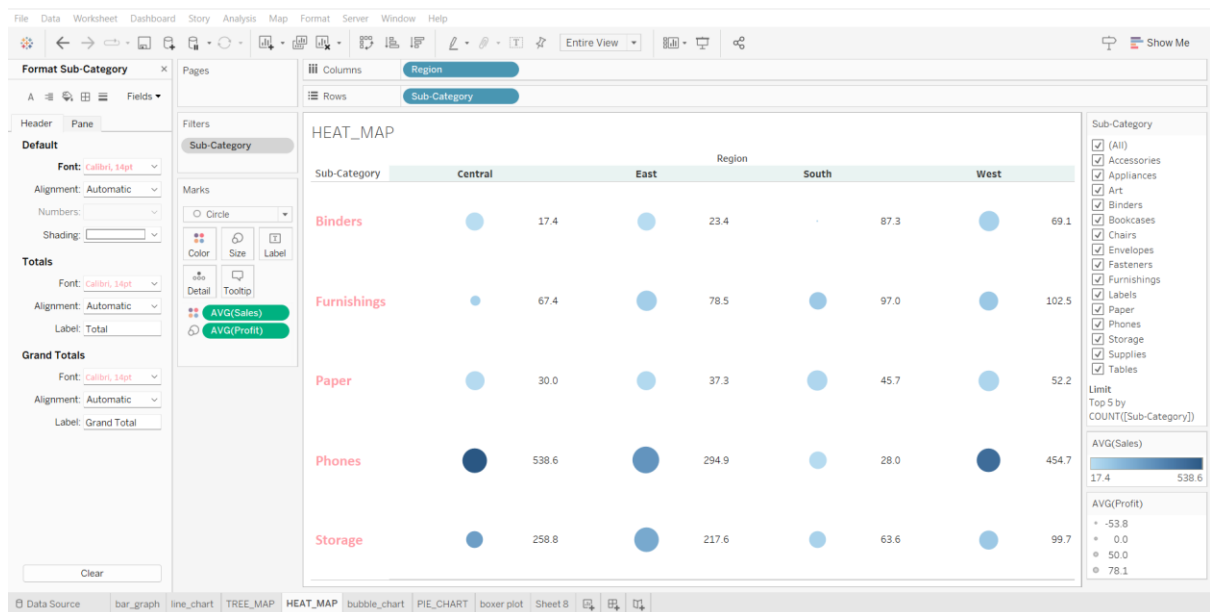 File Data Worksheet Dashboard Story Analysis Map Format Server Window Help
Entire View
Show Me
Format Sub-Category ×
Fields
Header Pane
Default
Font: Calibri, 14pt
Alignment: Automatic
Numbers:
Shading:
Totals
Font: Calibri, 14pt
Alignment: Automatic
Label: Total
Grand Totals
Font: Calibri, 14pt
Alignment: Automatic
Label: Grand Total
Clear
Pages
Filters
Sub-Category
Marks
Circle
Color Size Label
Detail Tooltip
AVG(Sales)
AVG(Profit)
Columns Region
Rows Sub-Category
HEAT_MAP
Region
Sub-Category Central East South West
Binders 17.4 23.4 87.3 69.1
Furnishings 67.4 78.5 97.0 102.5
Paper 30.0 37.3 45.7 52.2
Phones 538.6 294.9 28.0 454.7
Storage 258.8 217.6 63.6 99.7
Sub-Category
(All)
Accessories
Appliances
Art
Binders
Bookcases
Chairs
Envelopes
Fasteners
Furnishings
Labels
Paper
Phones
Storage
Supplies
Tables
Limit
Top 5 by
COUNT([Sub-Category])
AVG(Sales)
17.4 538.6
AVG(Profit)
-53.8
0.0
50.0
78.1
Data Source bar_graph line_chart TREE_MAP HEAT_MAP bubble_chart PIE_CHART boxer plot Sheet 8